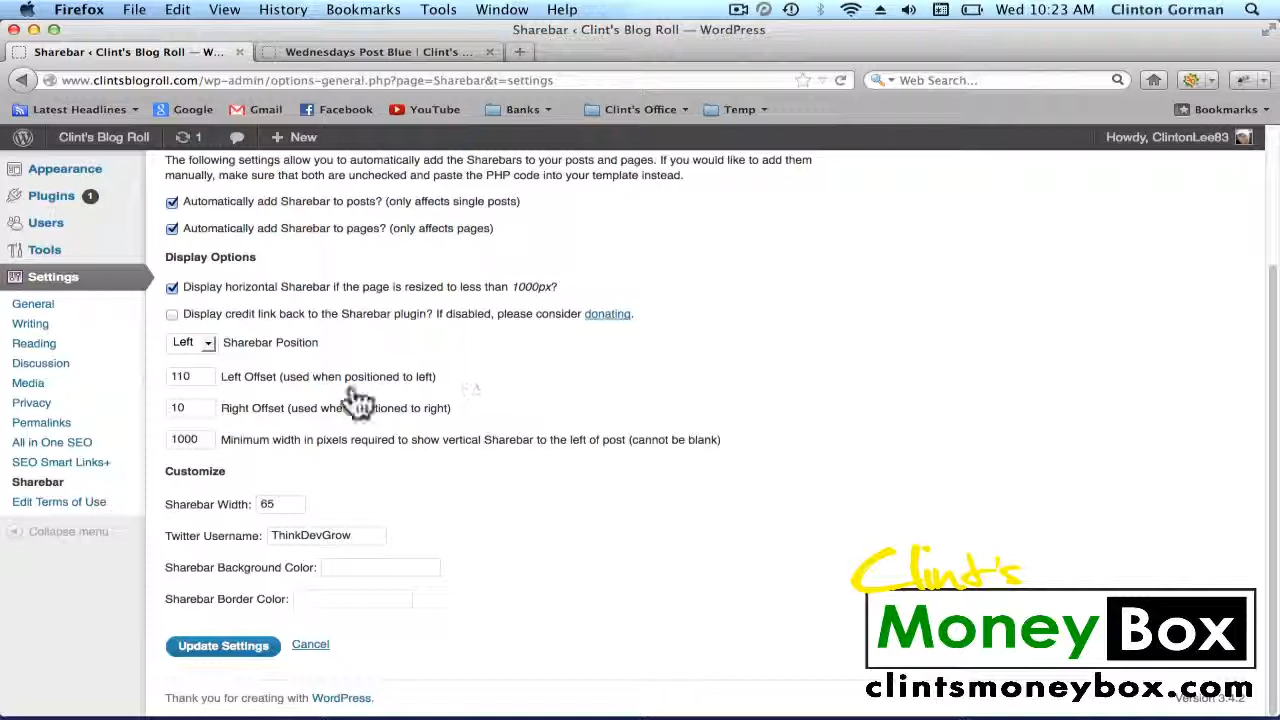 Firefox File Edit View History Bookmarks Tools Window Help Wed 10:23 AM Clinton Gorman
Sharebar ‹ Clint's Blog Roll — WordPress
Sharebar ‹ Clint's Blog Roll — W...
Wednesdays Post Blue | Clint's ...
www.clintsblogroll.com/wp-admin/options-general.php?page=Sharebar&t=settings
Web Search...
Latest Headlines Google Gmail Facebook YouTube Banks Clint's Office Temp Bookmarks
Clint's Blog Roll 1 + New Howdy, ClintonLee83
Appearance
Plugins 1
Users
Tools
Settings
General
Writing
Reading
Discussion
Media
Privacy
Permalinks
All in One SEO
SEO Smart Links+
Sharebar
Edit Terms of Use
Collapse menu
The following settings allow you to automatically add the Sharebars to your posts and pages. If you would like to add them
manually, make sure that both are unchecked and paste the PHP code into your template instead.
Automatically add Sharebar to posts? (only affects single posts)
Automatically add Sharebar to pages? (only affects pages)
Display Options
Display horizontal Sharebar if the page is resized to less than 1000px?
Display credit link back to the Sharebar plugin? If disabled, please consider donating.
Left Sharebar Position
110 Left Offset (used when positioned to left)
10 Right Offset (used when positioned to right)
1000 Minimum width in pixels required to show vertical Sharebar to the left of post (cannot be blank)
Customize
Sharebar Width: 65
Twitter Username: ThinkDevGrow
Sharebar Background Color:
Sharebar Border Color:
Update Settings Cancel
Thank you for creating with WordPress.
Version 3.4.2
Clint's
Money Box
clintsmoneybox.com